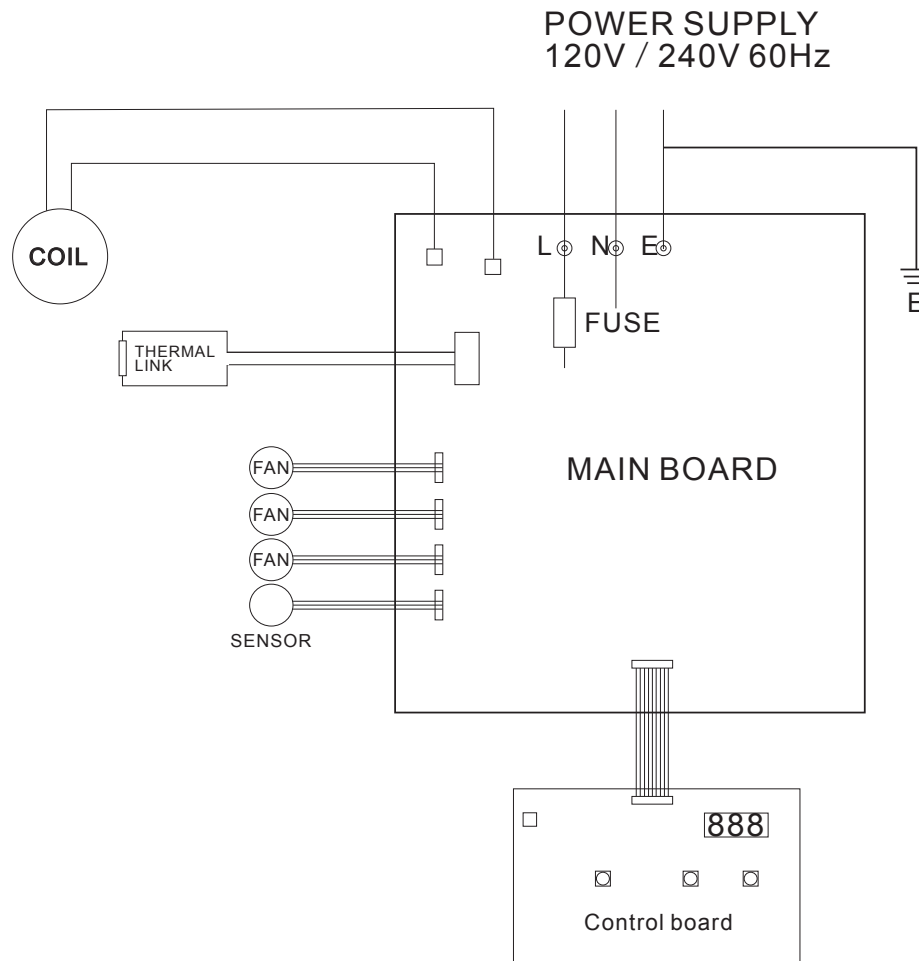 POWER SUPPLY
120V / 240V 60Hz
COIL
L N E
E
FUSE
THERMAL
LINK
FAN
MAIN BOARD
FAN
FAN
SENSOR
888
Control board